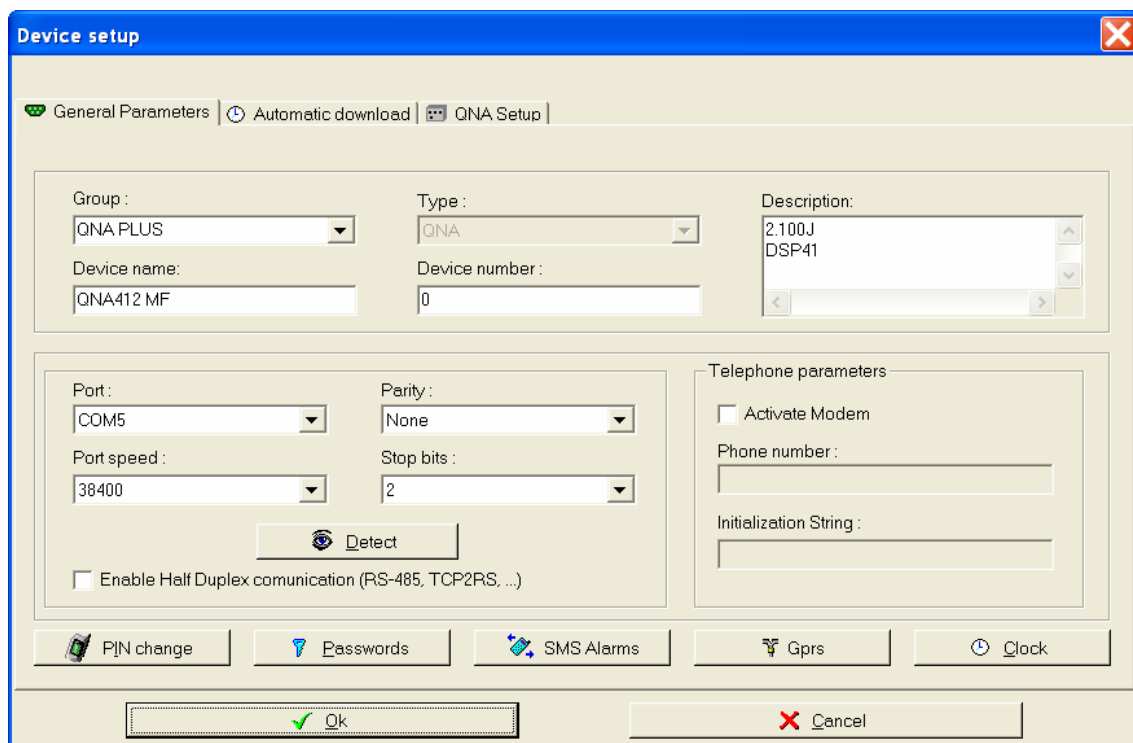 Device setup
General Parameters Automatic download QNA Setup
Group : Type : Description:
QNA PLUS QNA 2.100J
DSP41
Device name: Device number :
QNA412 MF 0
Telephone parameters
Port : Parity :
COM5 None Activate Modem
Port speed : Stop bits : Phone number :
38400 2
Initialization String :
Detect
Enable Half Duplex comunication (RS-485, TCP2RS, ...)
PIN change Passwords SMS Alarms Gprs Clock
Ok Cancel